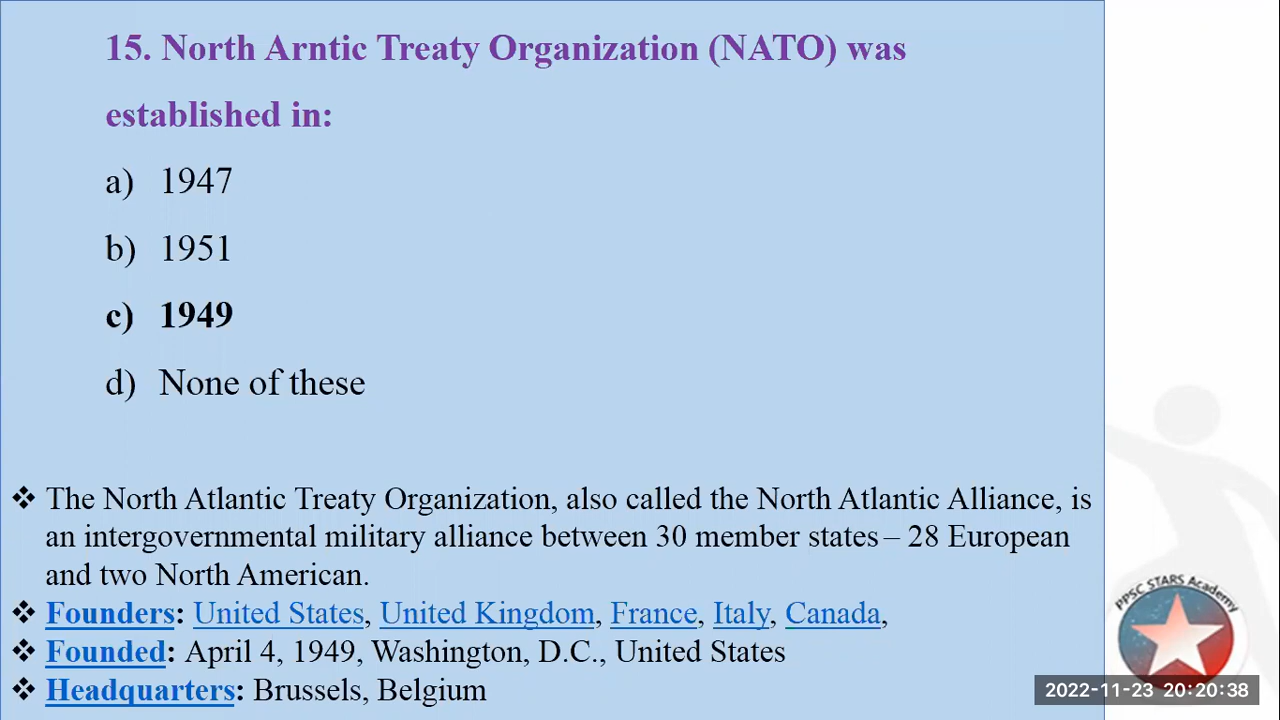 15. North Arntic Treaty Organization (NATO) was
established in:
a) 1947
b) 1951
c) 1949
d) None of these
❖ The North Atlantic Treaty Organization, also called the North Atlantic Alliance, is
an intergovernmental military alliance between 30 member states – 28 European
and two North American.
❖ Founders: United States, United Kingdom, France, Italy, Canada,
❖ Founded: April 4, 1949, Washington, D.C., United States
❖ Headquarters: Brussels, Belgium
PPSC STARS Academy
2022-11-23 20:20:38